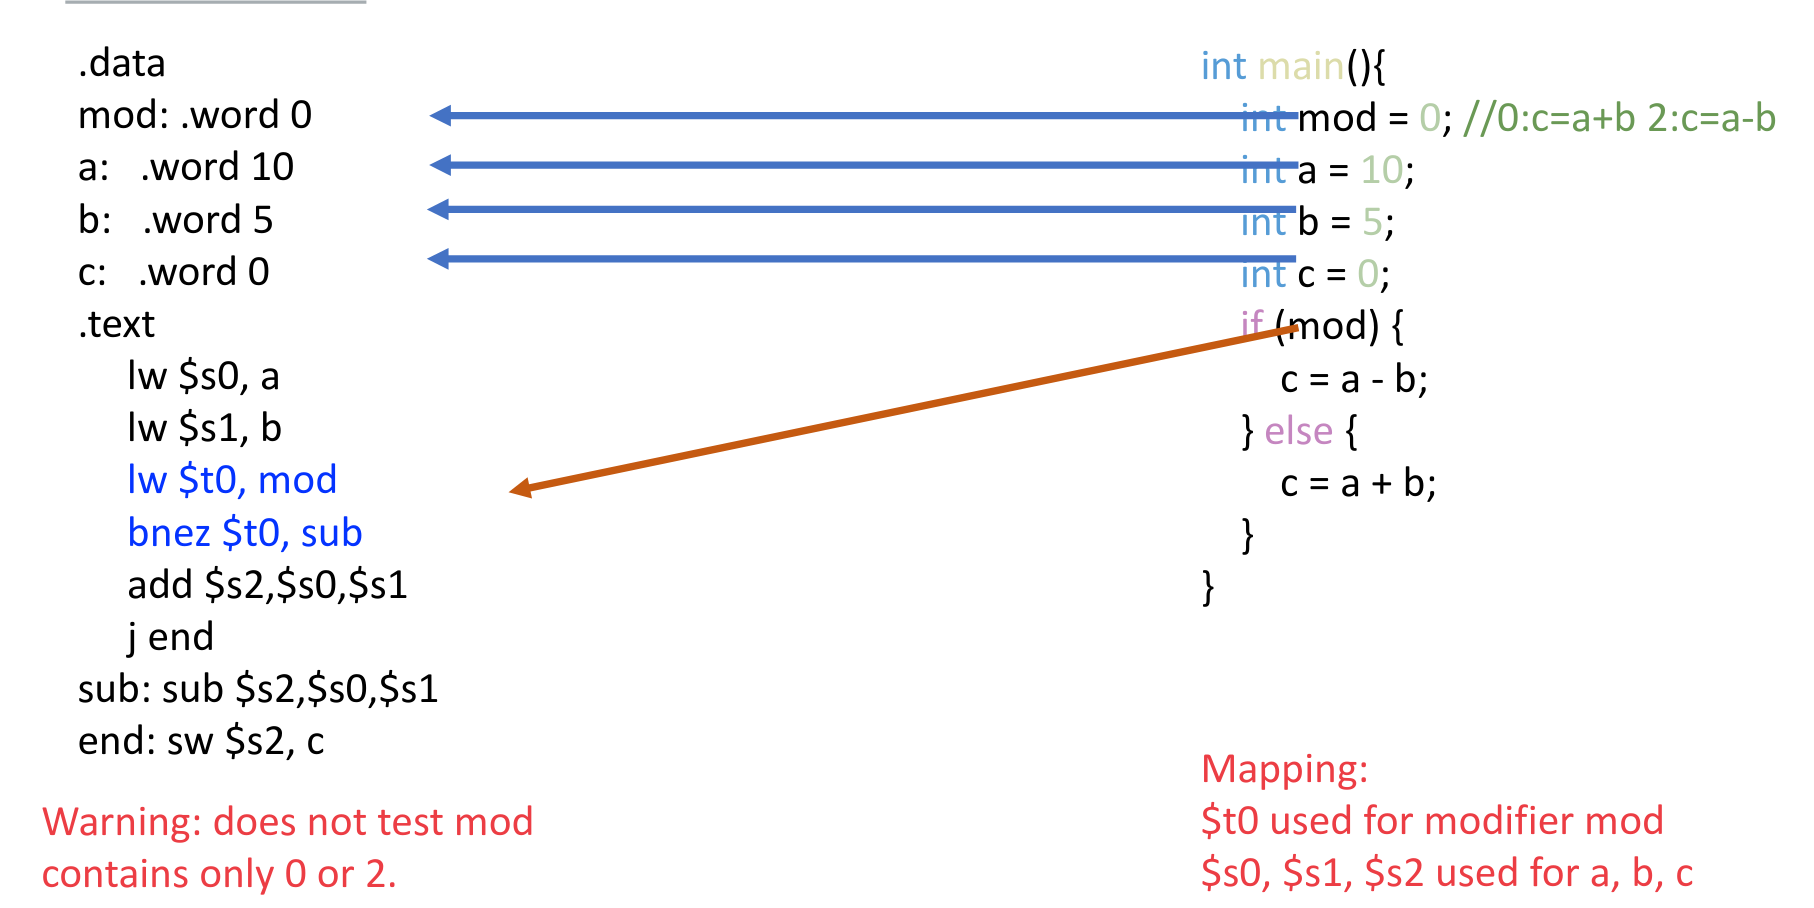 .data
mod: .word 0
a: .word 10
b: .word 5
c: .word 0
.text
lw $s0, a
lw $s1, b
lw $t0, mod
bnez $t0, sub
add $s2,$s0,$s1
j end
sub: sub $s2,$s0,$s1
end: sw $s2, c
Warning: does not test mod
contains only 0 or 2.
int main(){
int mod = 0; //0:c=a+b 2:c=a-b
int a = 10;
int b = 5;
int c = 0;
if (mod) {
c = a - b;
} else {
c = a + b;
}
}
Mapping:
$t0 used for modifier mod
$s0, $s1, $s2 used for a, b, c